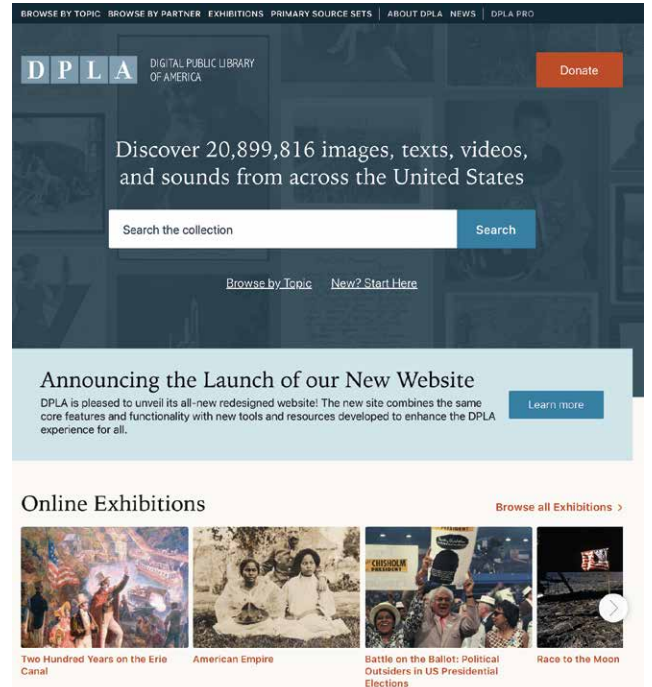 BROWSE BY TOPIC BROWSE BY PARTNER EXHIBITIONS PRIMARY SOURCE SETS | ABOUT DPLA NEWS | DPLA PRO
DPLA
DIGITAL PUBLIC LIBRARY
OF AMERICA
Donate
Discover 20,899,816 images, texts, videos,
and sounds from across the United States
Search the collection
Search
Browse by Topic New? Start Here
Announcing the Launch of our New Website
DPLA is pleased to unveil its all-new redesigned website! The new site combines the same
core features and functionality with new tools and resources developed to enhance the DPLA
experience for all.
Learn more
Online Exhibitions
Browse all Exhibitions >
CHISHOLM
PRESIDENT
Two Hundred Years on the Erie
Canal
American Empire
Battle on the Ballot: Political
Outsiders in US Presidential
Elections
Race to the Moon